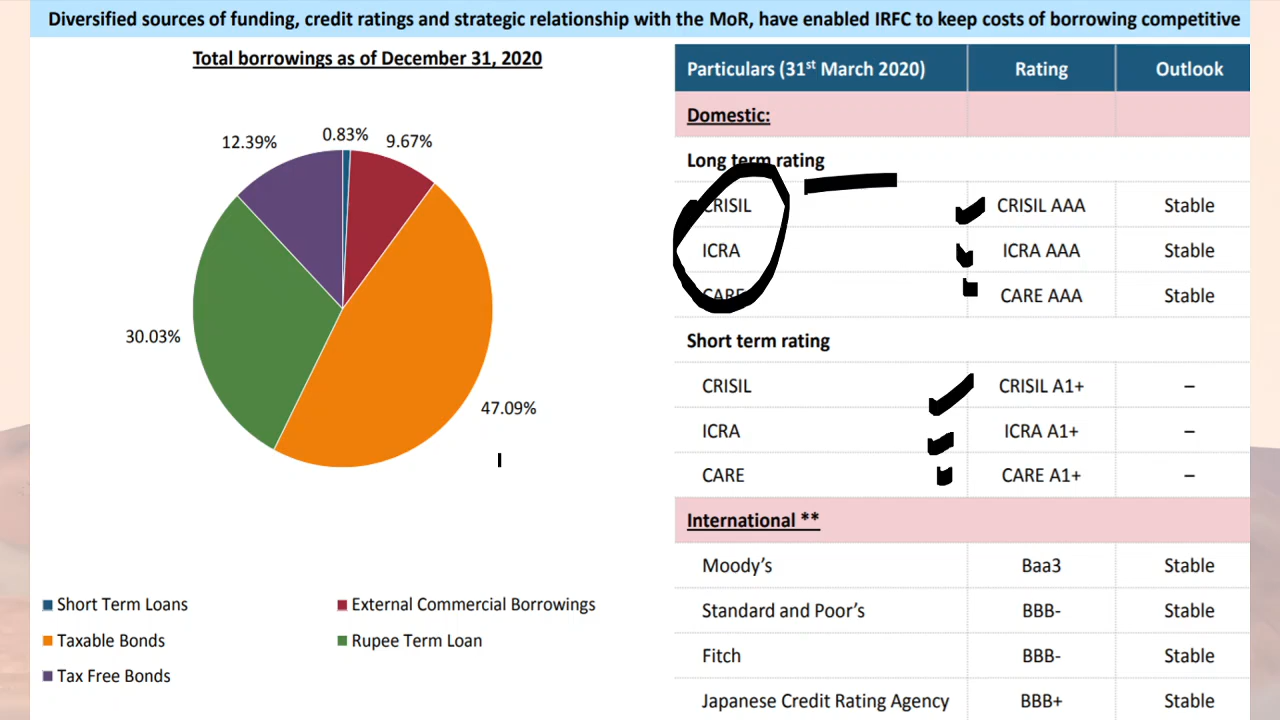 Diversified sources of funding, credit ratings and strategic relationship with the MoR, have enabled IRFC to keep costs of borrowing competitive
Total borrowings as of December 31, 2020
12.39%
0.83%
9.67%
30.03%
47.09%
Short Term Loans
External Commercial Borrowings
Taxable Bonds
Rupee Term Loan
Tax Free Bonds
Particulars (31st March 2020) Rating Outlook
Domestic:
Long term rating
CRISIL CRISIL AAA Stable
ICRA ICRA AAA Stable
CARE CARE AAA Stable
Short term rating
CRISIL CRISIL A1+ –
ICRA ICRA A1+ –
CARE CARE A1+ –
International **
Moody's Baa3 Stable
Standard and Poor's BBB- Stable
Fitch BBB- Stable
Japanese Credit Rating Agency BBB+ Stable